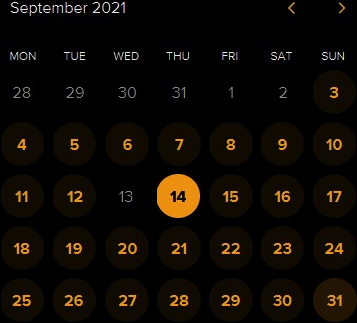 September 2021
MON TUE WED THU FRI SAT SUN
28 29 30 31 1 2 3
4 5 6 7 8 9 10
11 12 13 14 15 16 17
18 19 20 21 22 23 24
25 26 27 28 29 30 31